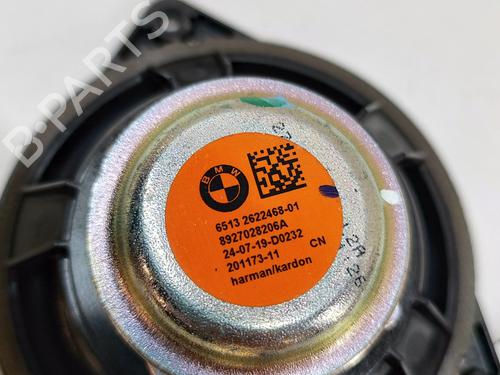 B-PARTS
BMW
6513 2622468-01
8927028206A
24-07-19-D0232
201173-11 CN
harman/kardon